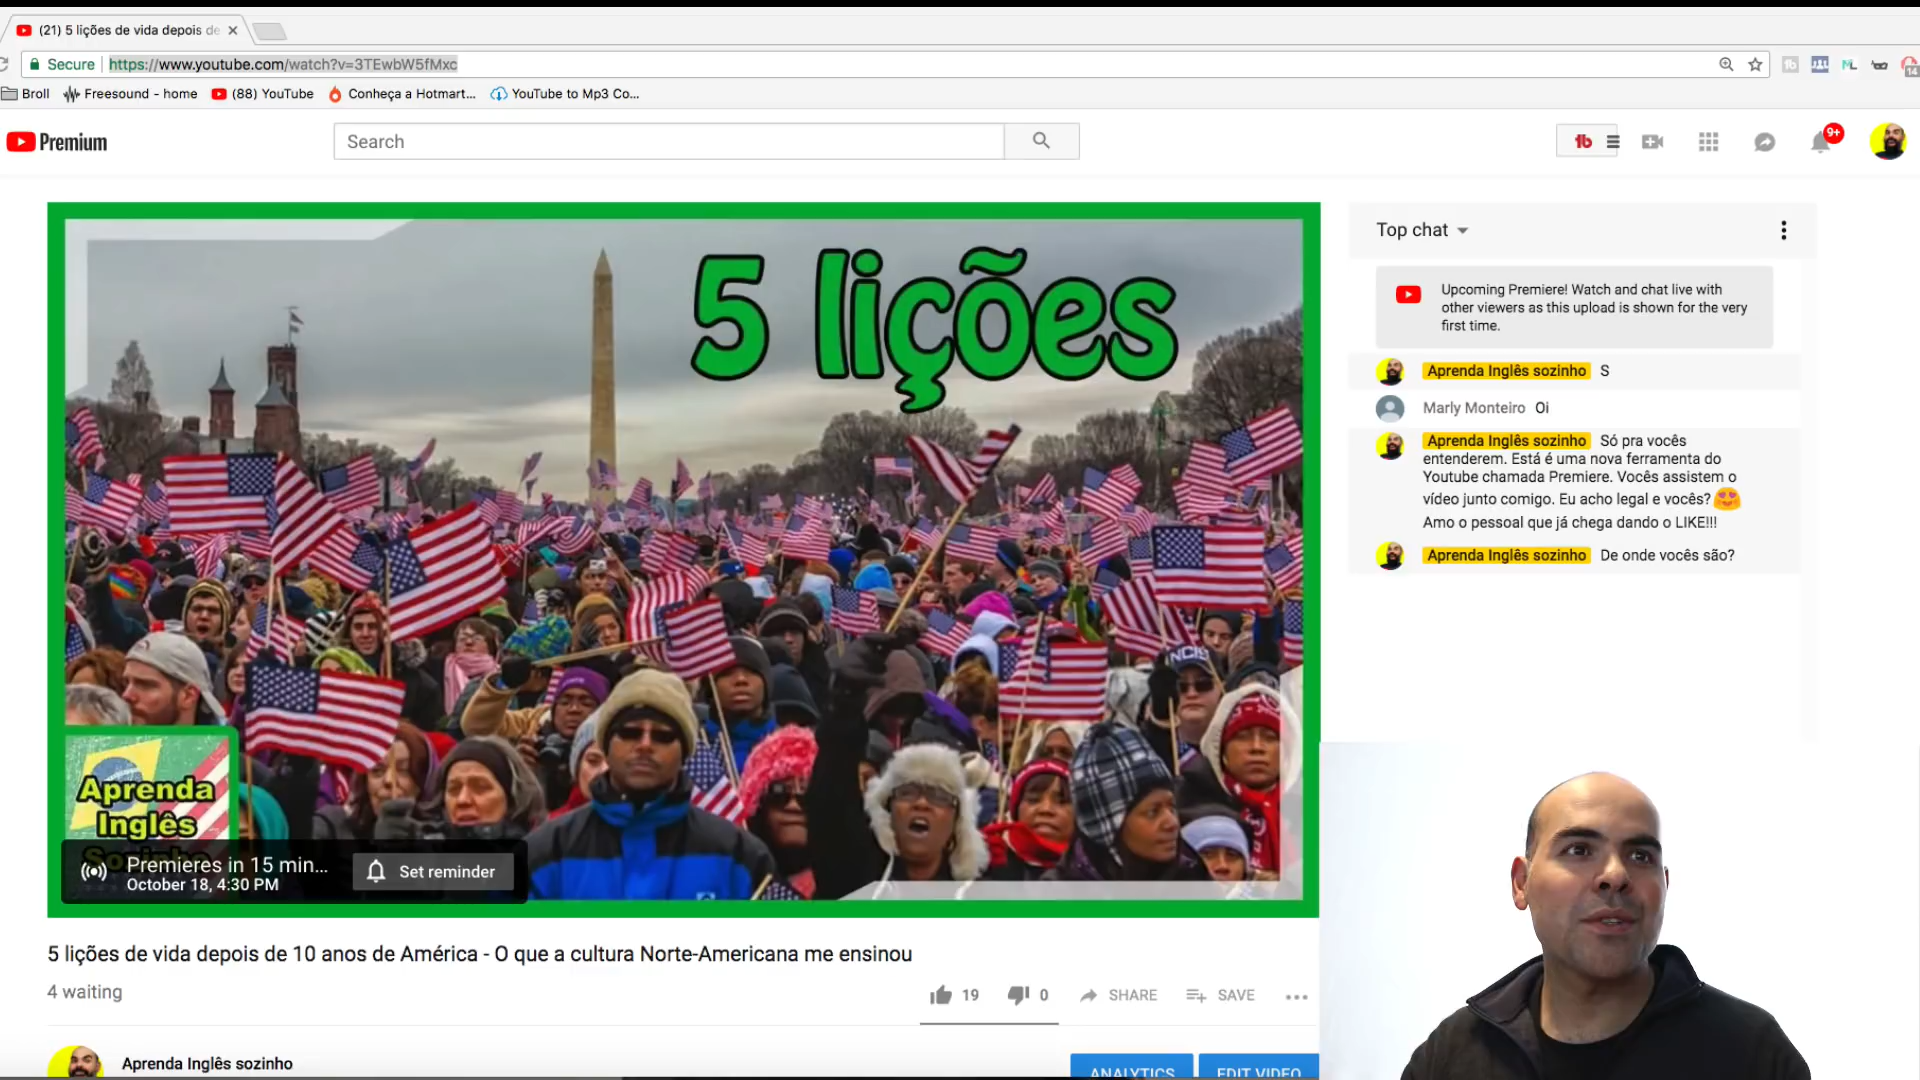 (21) 5 lições de vida depois de
Secure
https://www.youtube.com/watch?v=3TEwbW5fMxc
14
Broll
Freesound - home
(88) YouTube
Conheça a Hotmart...
YouTube to Mp3 Co...
Premium
Search
9+
5 lições
NCIS
Aprenda
Inglês
Premieres in 15 min...
October 18, 4:30 PM
Set reminder
Top chat
Upcoming Premiere! Watch and chat live with
other viewers as this upload is shown for the very
first time.
Aprenda Inglês sozinho S
Marly Monteiro Oi
Aprenda Inglês sozinho Só pra vocês
entenderem. Está é uma nova ferramenta do
Youtube chamada Premiere. Vocês assistem o
vídeo junto comigo. Eu acho legal e vocês?
Amo o pessoal que já chega dando o LIKE!!!
Aprenda Inglês sozinho De onde vocês são?
5 lições de vida depois de 10 anos de América - O que a cultura Norte-Americana me ensinou
4 waiting
19
0
SHARE
SAVE
Aprenda Inglês sozinho
ANALYTICS
EDIT VIDEO